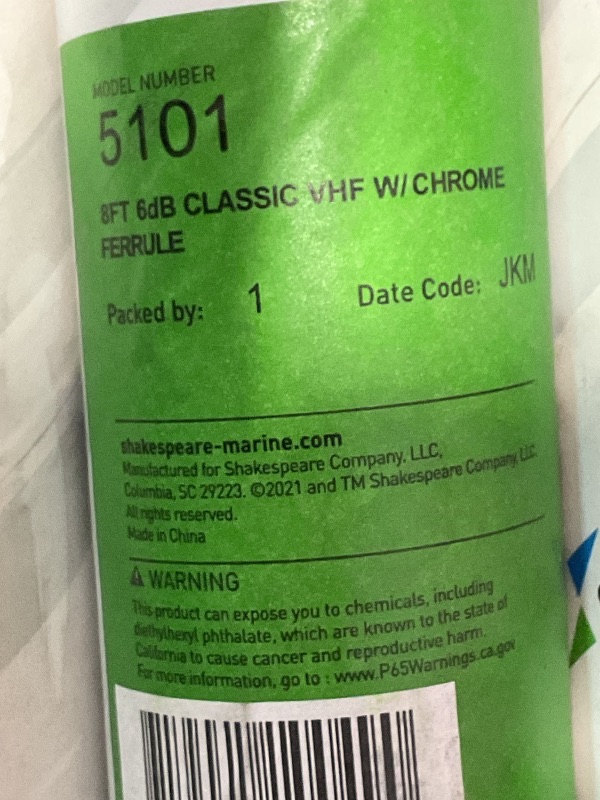 MODEL NUMBER
5101
8FT 6dB CLASSIC VHF W/CHROME
FERRULE
Packed by: 1 Date Code: JKM
shakespeare-marine.com
Manufactured for Shakespeare Company, LLC,
Columbia, SC 29223. ©2021 and TM Shakespeare Company, LLC.
All rights reserved.
Made in China
⚠ WARNING
This product can expose you to chemicals, including
diethylhexyl phthalate, which are known to the state of
California to cause cancer and reproductive harm.
For more information, go to : www.P65Warnings.ca.gov